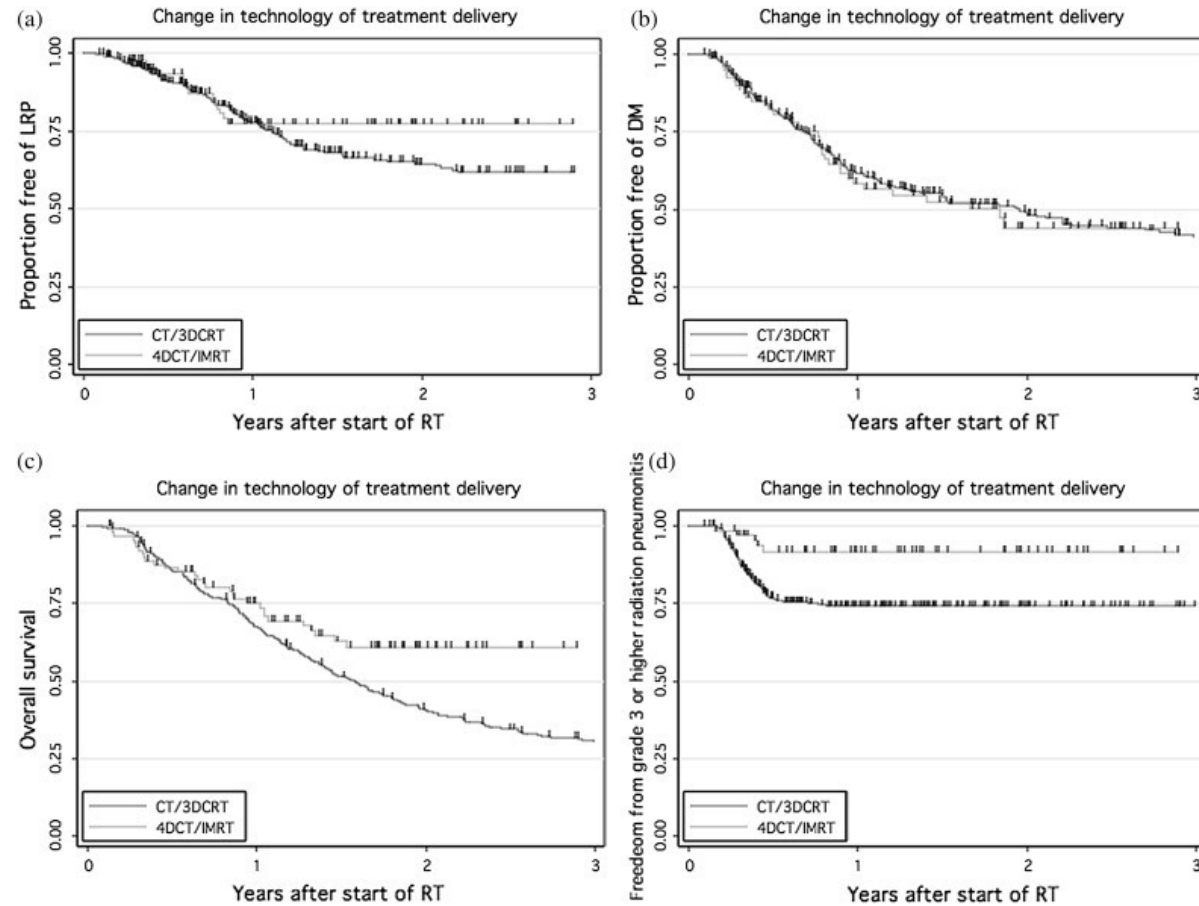 (a)
Change in technology of treatment delivery
Proportion free of LRP
1.00
0.75
0.50
0.25
0.00
CT/3DCRT
4DCT/IMRT
0 1 2 3
Years after start of RT
(b)
Change in technology of treatment delivery
Proportion free of DM
1.00
0.75
0.50
0.25
0.00
CT/3DCRT
4DCT/IMRT
0 1 2 3
Years after start of RT
(c)
Change in technology of treatment delivery
Overall survival
1.00
0.75
0.50
0.25
0.00
CT/3DCRT
4DCT/IMRT
0 1 2 3
Years after start of RT
(d)
Change in technology of treatment delivery
Freedeom from grade 3 or higher radiation pneumonitis
1.00
0.75
0.50
0.25
0.00
CT/3DCRT
4DCT/IMRT
0 1 2 3
Years after start of RT